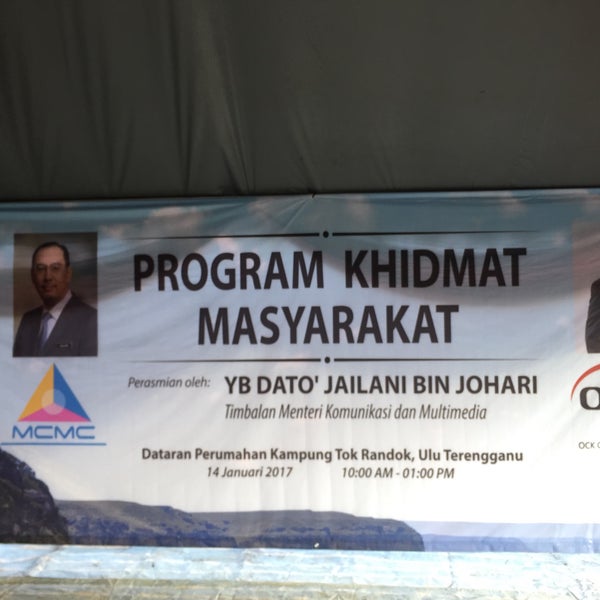 PROGRAM KHIDMAT
MASYARAKAT
Perasmian oleh: YB DATO' JAILANI BIN JOHARI
Timbalan Menteri Komunikasi dan Multimedia
MCMC
Dataran Perumahan Kampung Tok Randok, Ulu Terengganu
14 Januari 2017 10:00 AM - 01:00 PM
OCK